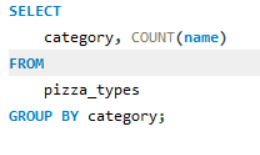 SELECT
    category, COUNT(name)
FROM
    pizza_types
GROUP BY category;